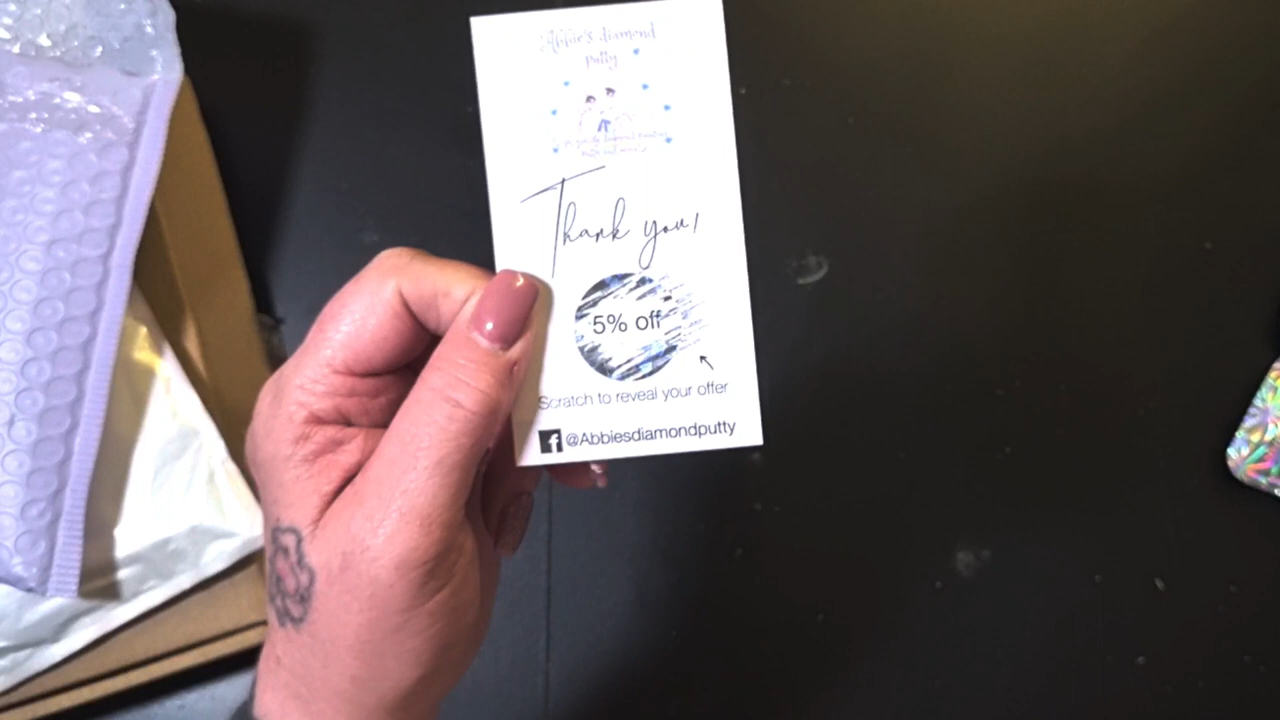 Abbie's diamond
Putty
Thank you!
5% off
Scratch to reveal your offer
@Abbiesdiamondputty